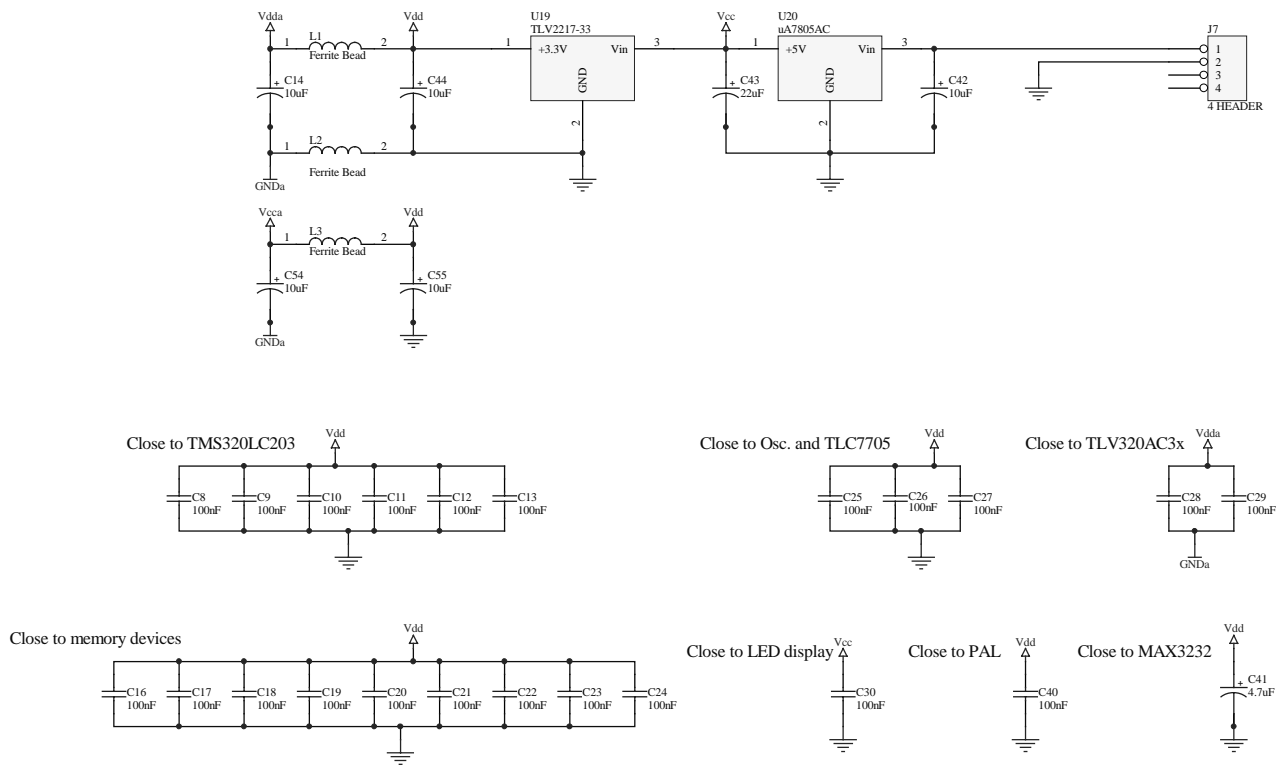 Vdda
Vdd
U19
TLV2217-33
Vcc
U20
uA7805AC
J7
L1
1
2
Ferrite Bead
1
+3.3V
Vin
3
1
+5V
Vin
3
1
2
3
4
4 HEADER
GND
GND
C14
10uF
C44
10uF
C43
22uF
C42
10uF
2
2
L2
1
2
Ferrite Bead
GNDa
Vcca
Vdd
L3
1
2
Ferrite Bead
C54
10uF
C55
10uF
GNDa
Close to TMS320LC203
Vdd
C8
100nF
C9
100nF
C10
100nF
C11
100nF
C12
100nF
C13
100nF
Close to Osc. and TLC7705
Vdd
C25
100nF
C26
100nF
C27
100nF
Close to TLV320AC3x
Vdda
C28
100nF
C29
100nF
GNDa
Close to memory devices
Vdd
C16
100nF
C17
100nF
C18
100nF
C19
100nF
C20
100nF
C21
100nF
C22
100nF
C23
100nF
C24
100nF
Close to LED display
Vcc
C30
100nF
Close to PAL
Vdd
C40
100nF
Close to MAX3232
Vdd
C41
4.7uF